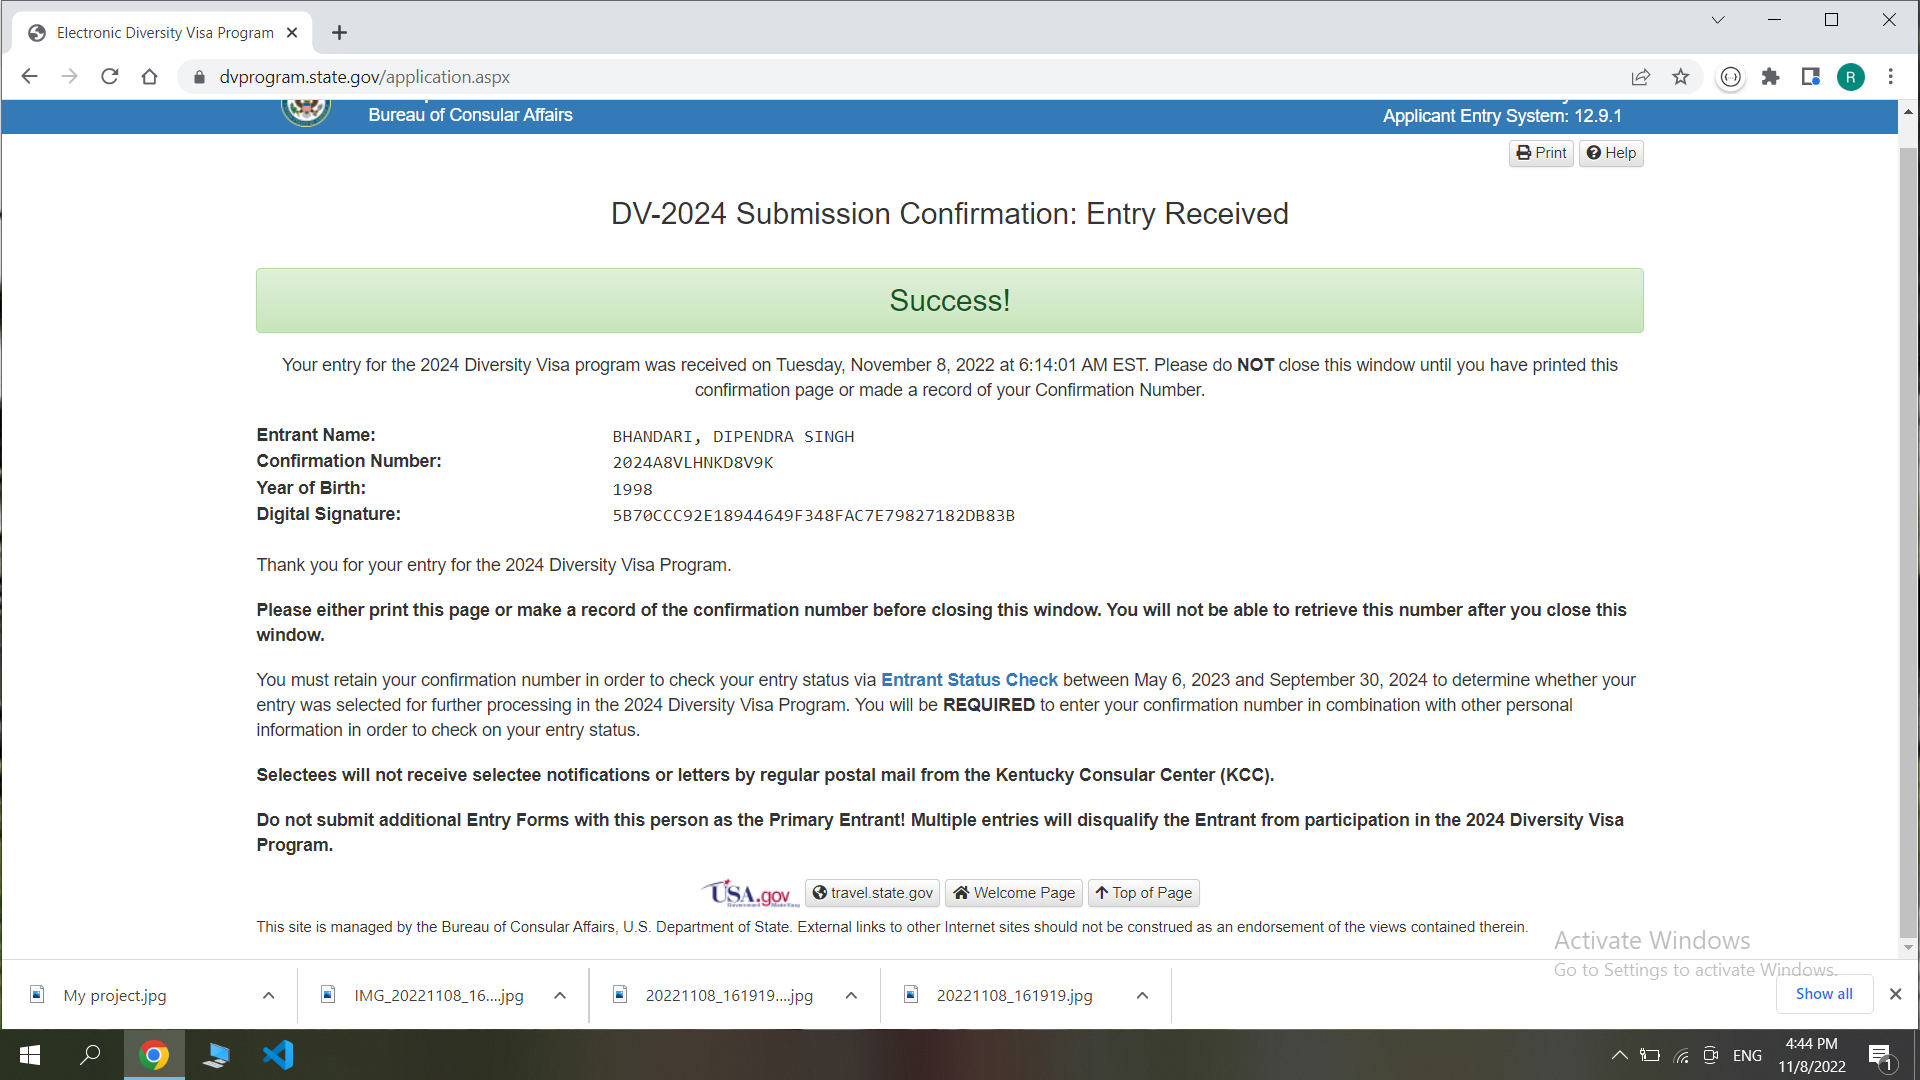 Electronic Diversity Visa Program
dvprogram.state.gov/application.aspx
R
Bureau of Consular Affairs
Applicant Entry System: 12.9.1
Print
Help
DV-2024 Submission Confirmation: Entry Received
Success!
Your entry for the 2024 Diversity Visa program was received on Tuesday, November 8, 2022 at 6:14:01 AM EST. Please do NOT close this window until you have printed this
confirmation page or made a record of your Confirmation Number.
Entrant Name: BHANDARI, DIPENDRA SINGH
Confirmation Number: 2024A8VLHNKD8V9K
Year of Birth: 1998
Digital Signature: 5B70CCC92E18944649F348FAC7E79827182DB83B
Thank you for your entry for the 2024 Diversity Visa Program.
Please either print this page or make a record of the confirmation number before closing this window. You will not be able to retrieve this number after you close this
window.
You must retain your confirmation number in order to check your entry status via Entrant Status Check between May 6, 2023 and September 30, 2024 to determine whether your
entry was selected for further processing in the 2024 Diversity Visa Program. You will be REQUIRED to enter your confirmation number in combination with other personal
information in order to check on your entry status.
Selectees will not receive selectee notifications or letters by regular postal mail from the Kentucky Consular Center (KCC).
Do not submit additional Entry Forms with this person as the Primary Entrant! Multiple entries will disqualify the Entrant from participation in the 2024 Diversity Visa
Program.
USA.gov
travel.state.gov
Welcome Page
Top of Page
This site is managed by the Bureau of Consular Affairs, U.S. Department of State. External links to other Internet sites should not be construed as an endorsement of the views contained therein.
Activate Windows
Go to Settings to activate Windows.
My project.jpg
IMG_20221108_16....jpg
20221108_161919....jpg
20221108_161919.jpg
Show all
ENG
4:44 PM
11/8/2022
1